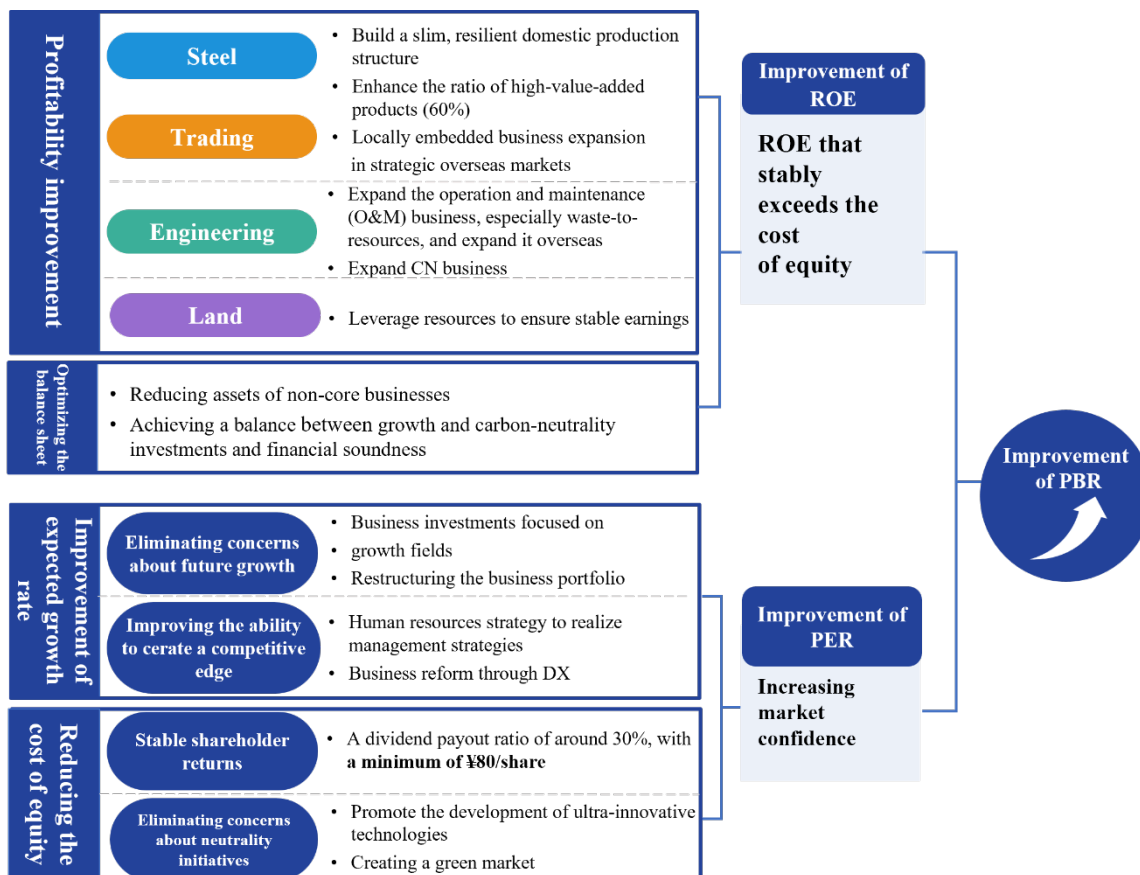 Profitability improvement
Steel
Trading
• Build a slim, resilient domestic production
structure
• Enhance the ratio of high-value-added
products (60%)
• Locally embedded business expansion
in strategic overseas markets
Engineering
• Expand the operation and maintenance
(O&M) business, especially waste-to-
resources, and expand it overseas
• Expand CN business
Land
• Leverage resources to ensure stable earnings
Optimizing the
balance sheet
• Reducing assets of non-core businesses
• Achieving a balance between growth and carbon-neutrality
investments and financial soundness
Improvement of
ROE
ROE that
stably
exceeds the
cost
of equity
Improvement of
expected growth
rate
Eliminating concerns
about future growth
• Business investments focused on
• growth fields
• Restructuring the business portfolio
Improving the ability
to cerate a competitive
edge
• Human resources strategy to realize
management strategies
• Business reform through DX
Reducing the
cost of equity
Stable shareholder
returns
• A dividend payout ratio of around 30%, with
a minimum of ¥80/share
Eliminating concerns
about neutrality
initiatives
• Promote the development of ultra-innovative
technologies
• Creating a green market
Improvement of
PER
Increasing
market
confidence
Improvement
of PBR